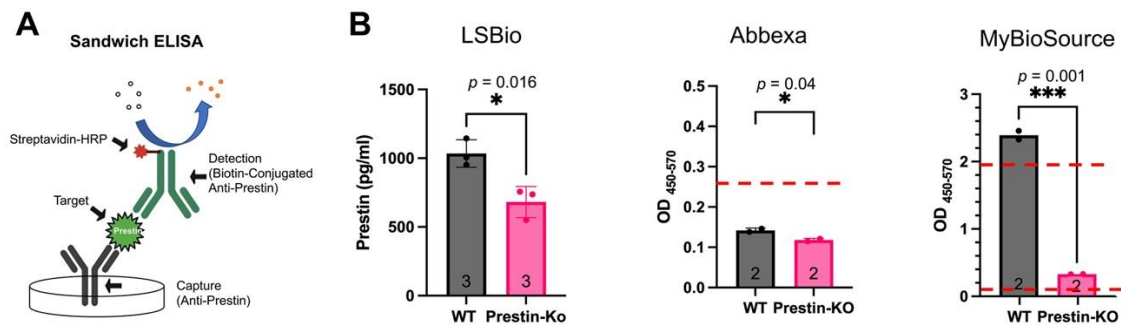 A
Sandwich ELISA
Streptavidin-HRP
Detection
(Biotin-Conjugated
Anti-Prestin)
Target
Prestin
Capture
(Anti-Prestin)
B
LSBio
p = 0.016
*
Prestin (pg/ml)
1500
1000
500
0
3
3
WT
Prestin-Ko
Abbexa
p = 0.04
*
OD 450-570
0.5
0.4
0.3
0.2
0.1
0.0
2
2
WT
Prestin-KO
MyBioSource
p = 0.001
***
OD 450-570
3
2
1
0
2
2
WT
Prestin-KO